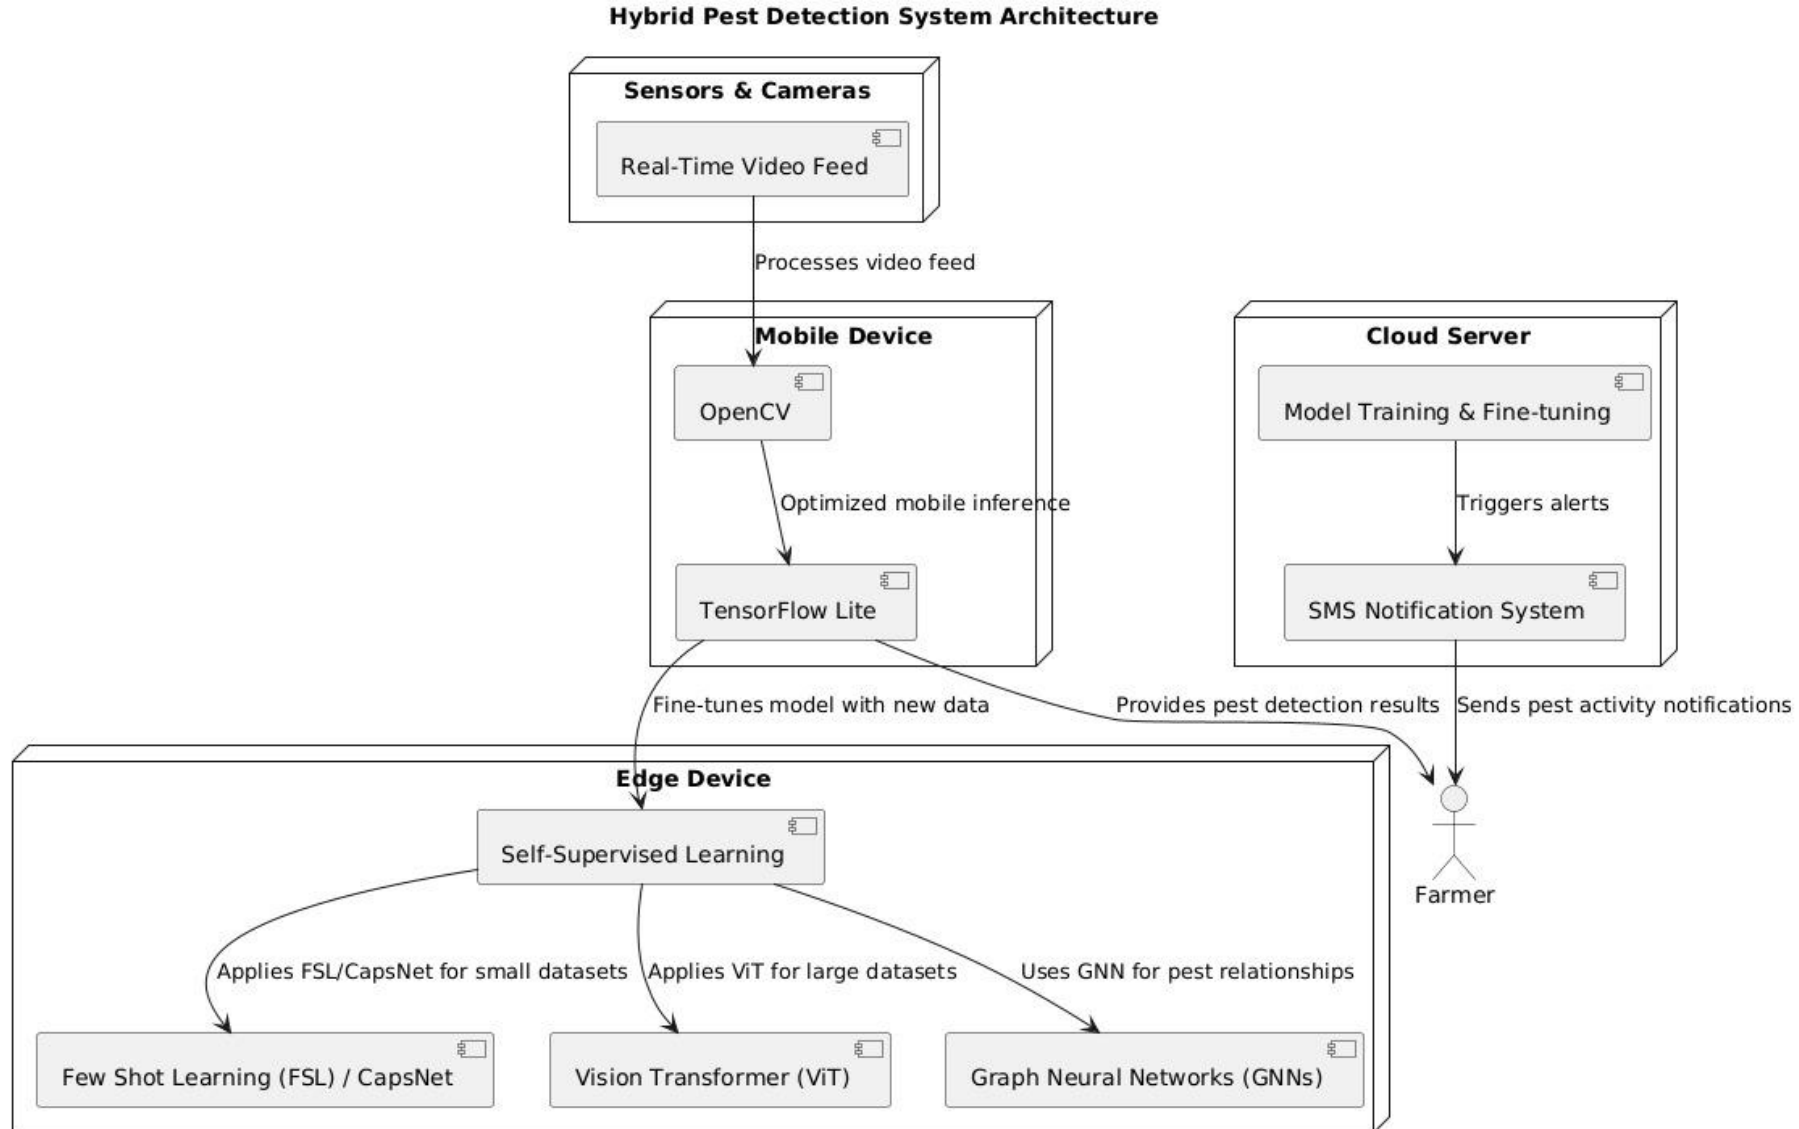 Hybrid Pest Detection System Architecture
Sensors & Cameras
Real-Time Video Feed
Processes video feed
Mobile Device
Cloud Server
OpenCV
Model Training & Fine-tuning
Optimized mobile inference
Triggers alerts
TensorFlow Lite
SMS Notification System
Fine-tunes model with new data
Provides pest detection results
Sends pest activity notifications
Edge Device
Self-Supervised Learning
Farmer
Applies FSL/CapsNet for small datasets
Applies ViT for large datasets
Uses GNN for pest relationships
Few Shot Learning (FSL) / CapsNet
Vision Transformer (ViT)
Graph Neural Networks (GNNs)